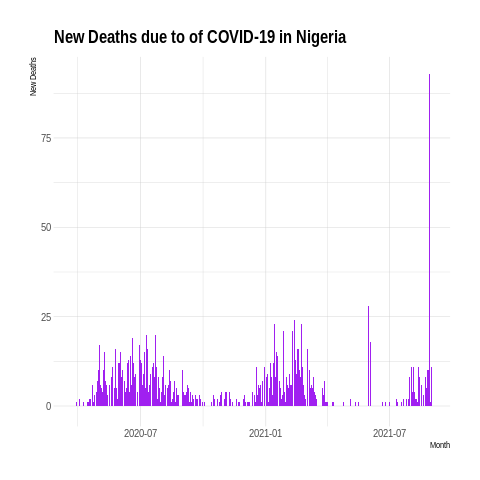 New Deaths due to of COVID-19 in Nigeria
New Deaths
75
50
25
0
2020-07
2021-01
2021-07
Month